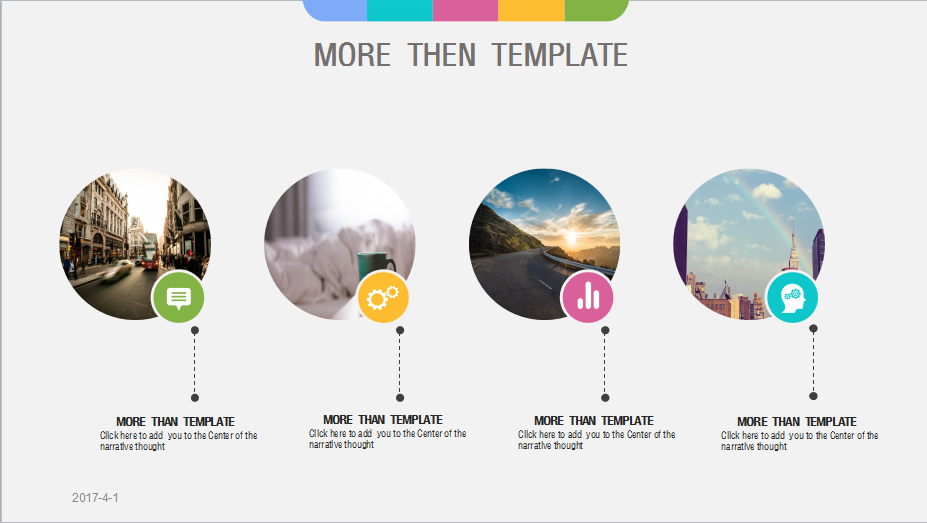 MORE THEN TEMPLATE
MORE THAN TEMPLATE
Click here to add you to the Center of the
narrative thought
MORE THAN TEMPLATE
Click here to add you to the Center of the
narrative thought
MORE THAN TEMPLATE
Click here to add you to the Center of the
narrative thought
MORE THAN TEMPLATE
Click here to add you to the Center of the
narrative thought
2017-4-1